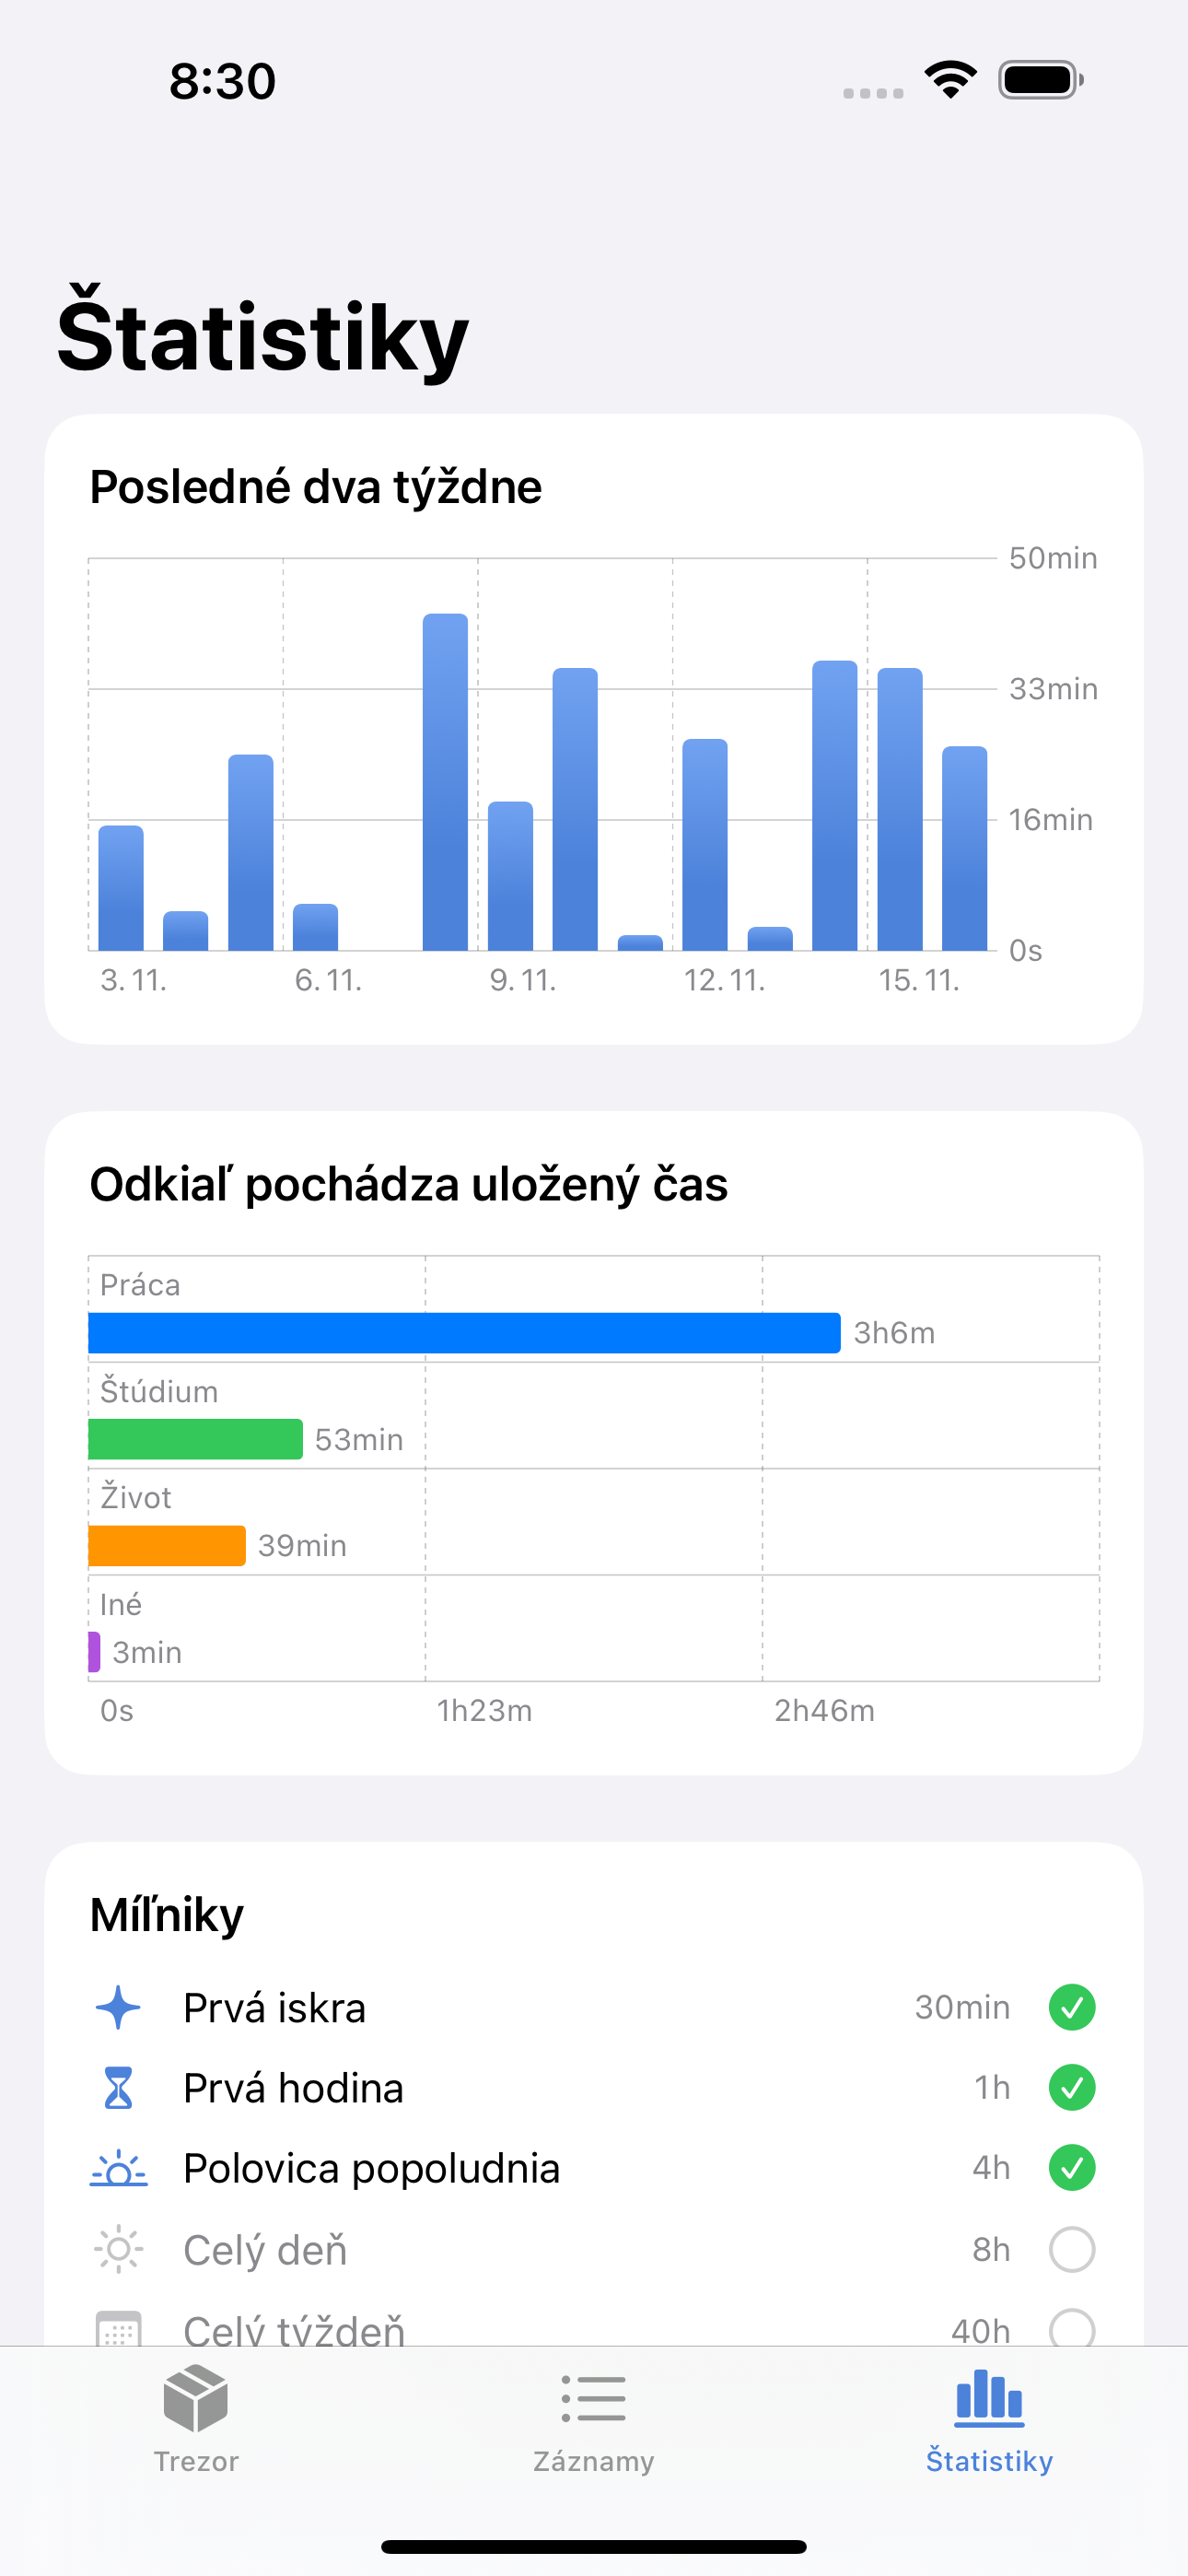 8:30
Štatistiky
Posledné dva týždne
50min
33min
16min
0s
3. 11.
6. 11.
9. 11.
12. 11.
15. 11.
Odkiaľ pochádza uložený čas
Práca
3h6m
Štúdium
53min
Život
39min
Iné
3min
0s
1h23m
2h46m
Míľniky
Prvá iskra
30min
Prvá hodina
1h
Polovica popoludnia
4h
Celý deň
8h
Celý týždeň
40h
Trezor
Záznamy
Štatistiky